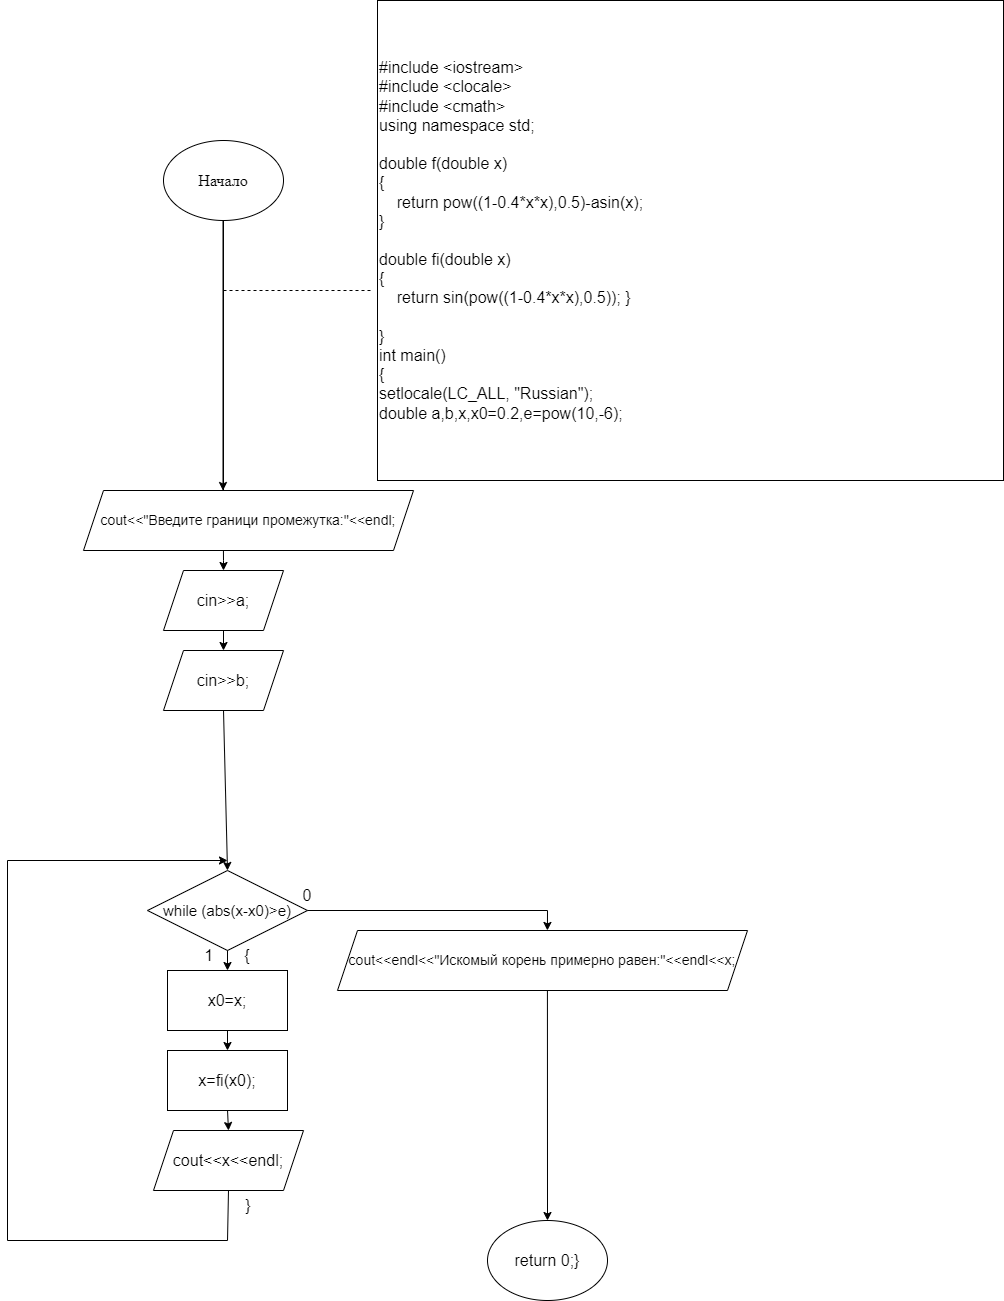 #include <iostream>
#include <clocale>
#include <cmath>
using namespace std;
double f(double x)
{
return pow((1-0.4*x*x),0.5)-asin(x);
}
double fi(double x)
{
return sin(pow((1-0.4*x*x),0.5)); }
}
int main()
{
setlocale(LC_ALL, "Russian");
double a,b,x,x0=0.2,e=pow(10,-6);
Начало
cout<<"Введите граници промежутка:"<<endl;
cin>>a;
cin>>b;
while (abs(x-x0)>e)
0
1 {
x0=x;
x=fi(x0);
cout<<x<<endl;
}
cout<<endl<<"Искомый корень примерно равен:"<<endl<<x;
return 0;}